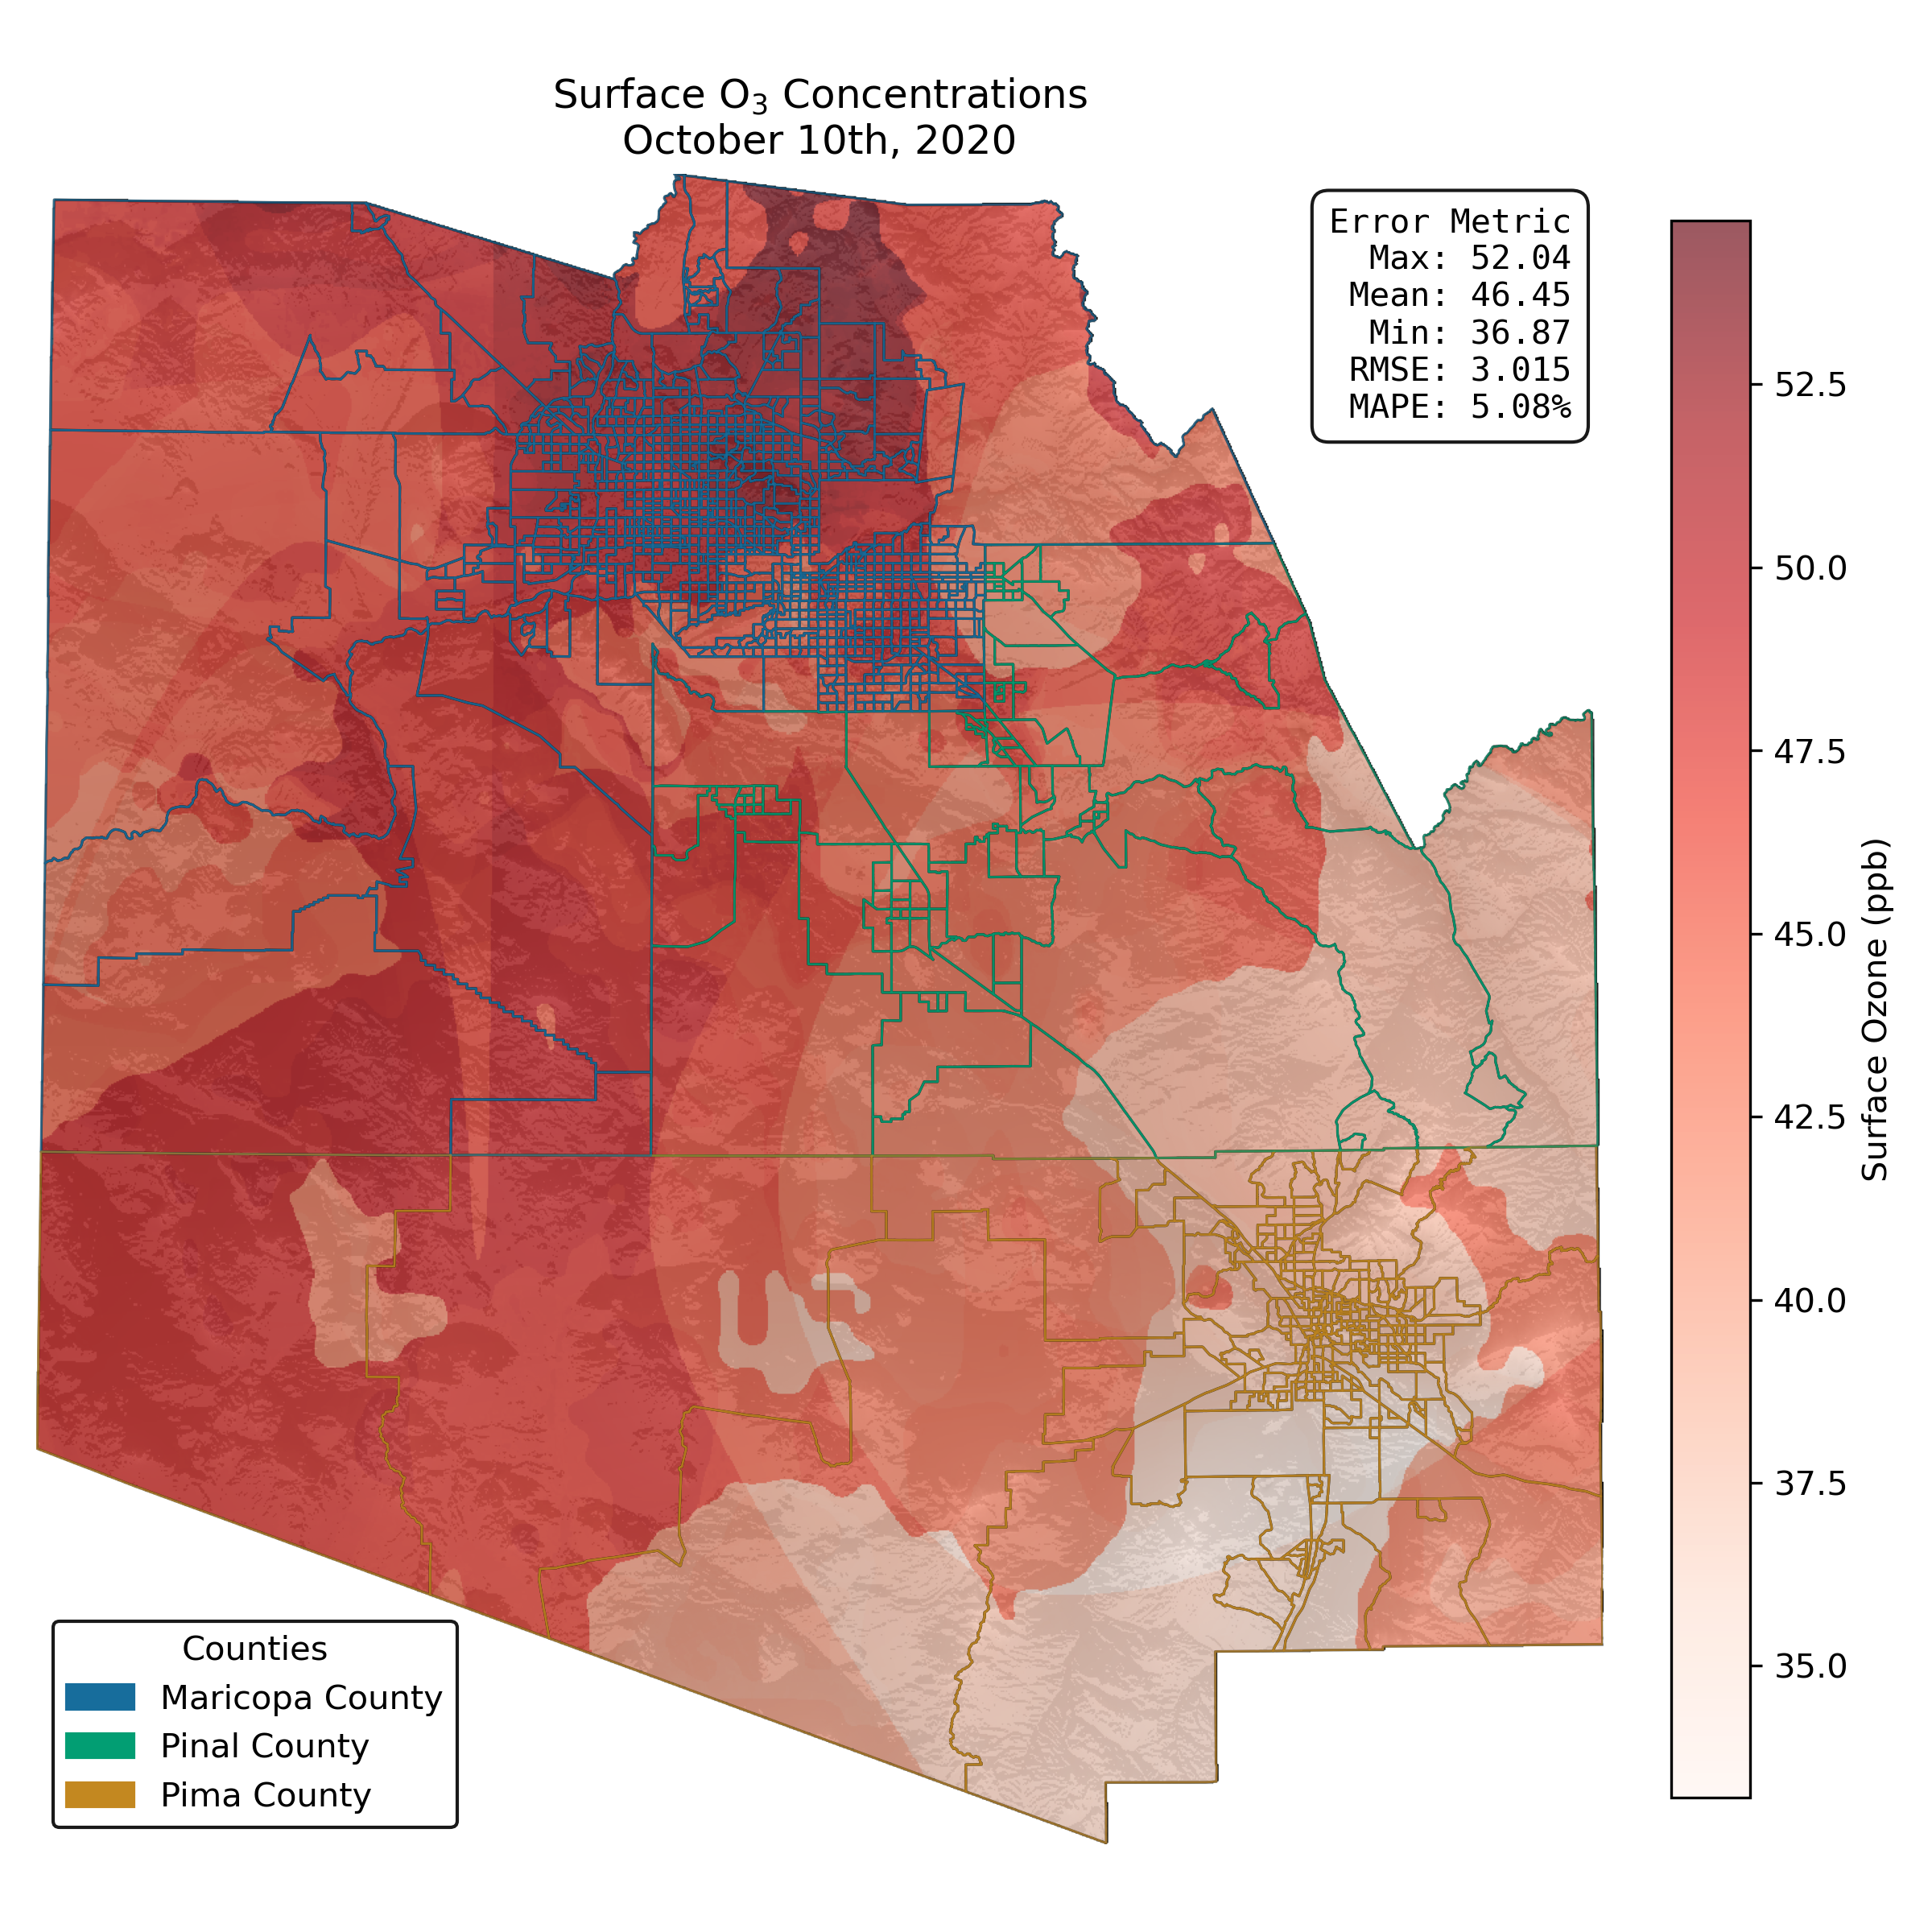 Surface O₃ Concentrations
October 10th, 2020
Error Metric
Max: 52.04
Mean: 46.45
Min: 36.87
RMSE: 3.015
MAPE: 5.08%
52.5
50.0
47.5
45.0
42.5
40.0
37.5
35.0
Surface Ozone (ppb)
Counties
Maricopa County
Pinal County
Pima County